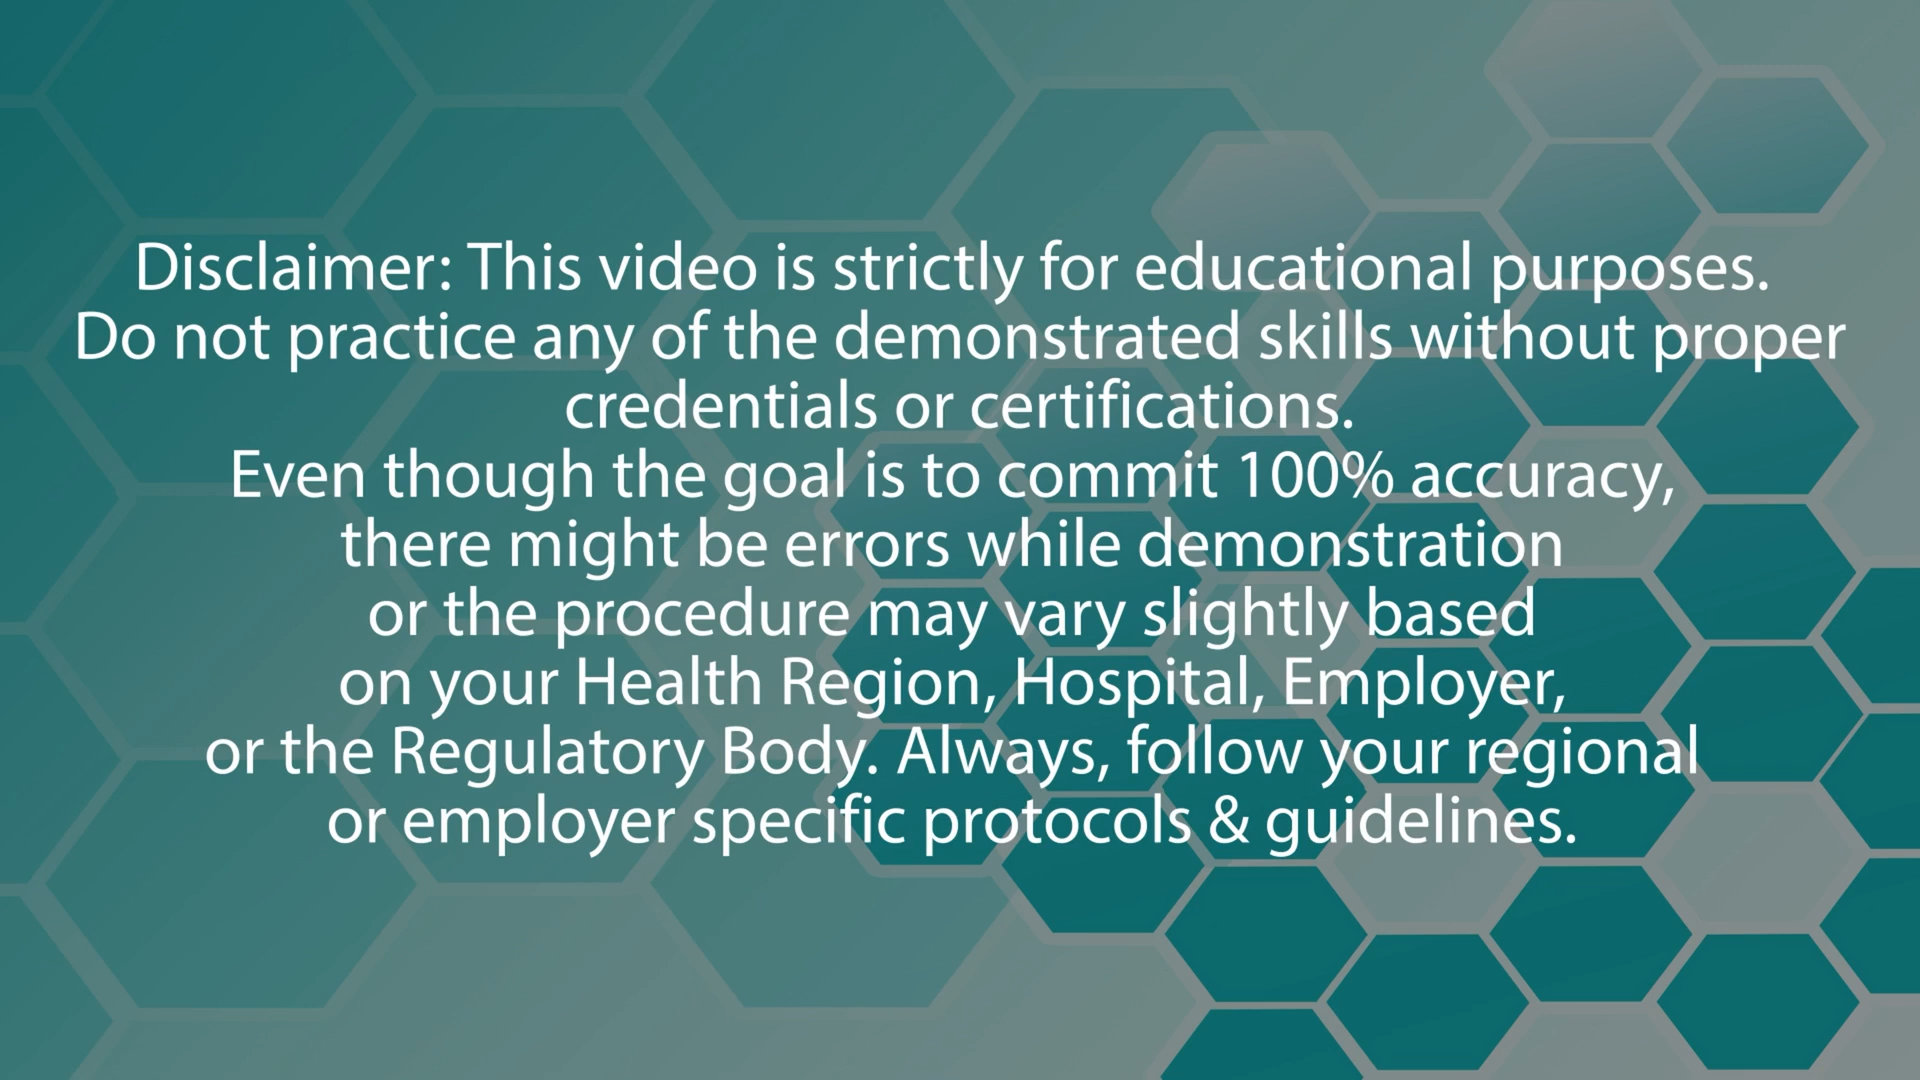 Disclaimer: This video is strictly for educational purposes.
Do not practice any of the demonstrated skills without proper
credentials or certifications.
Even though the goal is to commit 100% accuracy,
there might be errors while demonstration
or the procedure may vary slightly based
on your Health Region, Hospital, Employer,
or the Regulatory Body. Always, follow your regional
or employer specific protocols & guidelines.